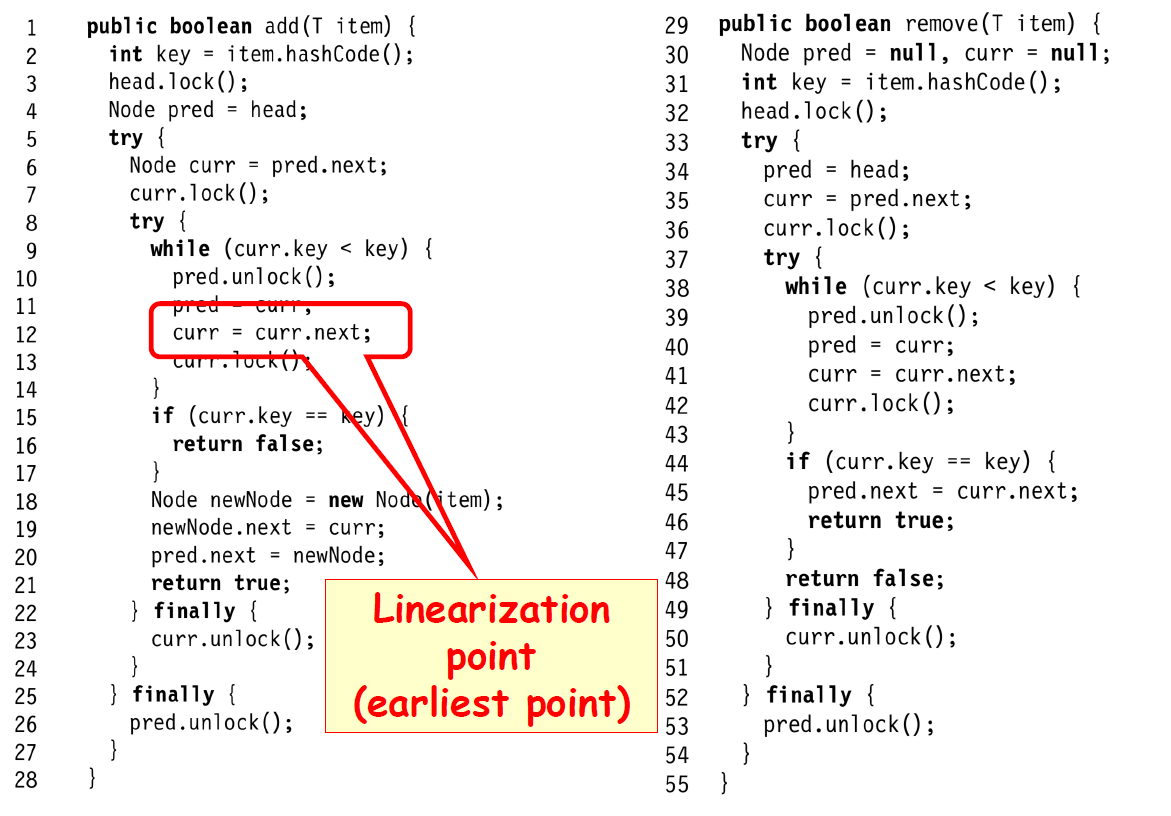 1 public boolean add(T item) {
2 int key = item.hashCode();
3 head.lock();
4 Node pred = head;
5 try {
6 Node curr = pred.next;
7 curr.lock();
8 try {
9 while (curr.key < key) {
10 pred.unlock();
11 pred = curr;
12 curr = curr.next;
13 curr.lock();
14 }
15 if (curr.key == key) {
16 return false;
17 }
18 Node newNode = new Node(item);
19 newNode.next = curr;
20 pred.next = newNode;
21 return true;
22 } finally {
23 curr.unlock();
24 }
25 } finally {
26 pred.unlock();
27 }
28 }
Linearization
point
(earliest point)
29 public boolean remove(T item) {
30 Node pred = null, curr = null;
31 int key = item.hashCode();
32 head.lock();
33 try {
34 pred = head;
35 curr = pred.next;
36 curr.lock();
37 try {
38 while (curr.key < key) {
39 pred.unlock();
40 pred = curr;
41 curr = curr.next;
42 curr.lock();
43 }
44 if (curr.key == key) {
45 pred.next = curr.next;
46 return true;
47 }
48 return false;
49 } finally {
50 curr.unlock();
51 }
52 } finally {
53 pred.unlock();
54 }
55 }